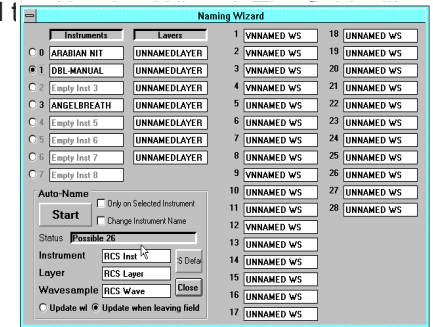 Naming Wizard
Instruments Layers
0 ARABIAN NIT UNNAMEDLAYER
1 DBL-MANUAL UNNAMEDLAYER
2 Empty Inst 3 UNNAMEDLAYER
3 ANGELBREATH UNNAMEDLAYER
4 Empty Inst 5 UNNAMEDLAYER
5 Empty Inst 6 UNNAMEDLAYER
6 Empty Inst 7 UNNAMEDLAYER
7 Empty Inst 8 UNNAMEDLAYER
Auto-Name
Only on Selected Instrument
Start
Change Instrument Name
Status Possible 26
Instrument RCS Inst S Defau
Layer RCS Layer
Wavesample RCS Wave Close
Update wl Update when leaving field
1 VNNAMED WS
2 VNNAMED WS
3 VNNAMED WS
4 VNNAMED WS
5 UNNAMED WS
6 UNNAMED WS
7 UNNAMED WS
8 UNNAMED WS
9 VNNAMED WS
10 UNNAMED WS
11 UNNAMED WS
12 VNNAMED WS
13 UNNAMED WS
14 UNNAMED WS
15 UNNAMED WS
16 UNNAMED WS
17 UNNAMED WS
18 UNNAMED WS
19 UNNAMED WS
20 UNNAMED WS
21 UNNAMED WS
22 UNNAMED WS
23 UNNAMED WS
24 UNNAMED WS
25 UNNAMED WS
26 UNNAMED WS
27 UNNAMED WS
28 UNNAMED WS